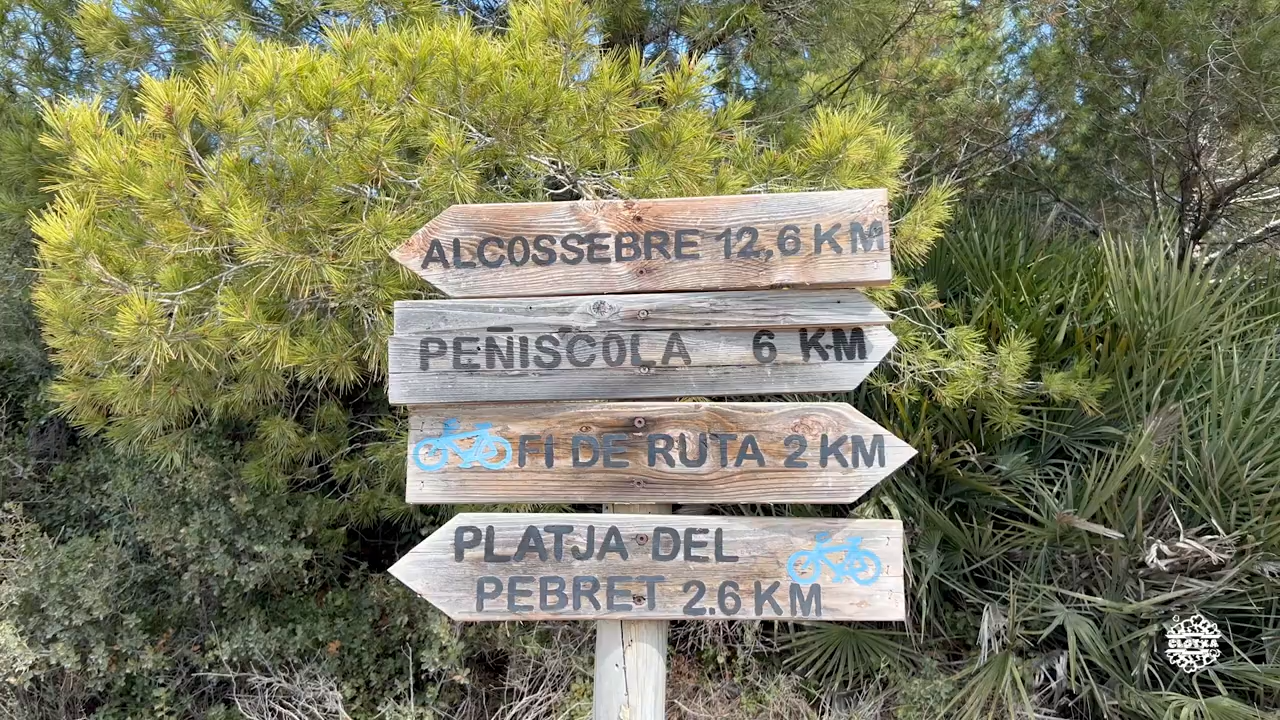 ALCOSSEBRE 12,6 KM
PEÑISCOLA 6 KM
FI DE RUTA 2 KM
PLATJA DEL
PEBRET 2.6 KM